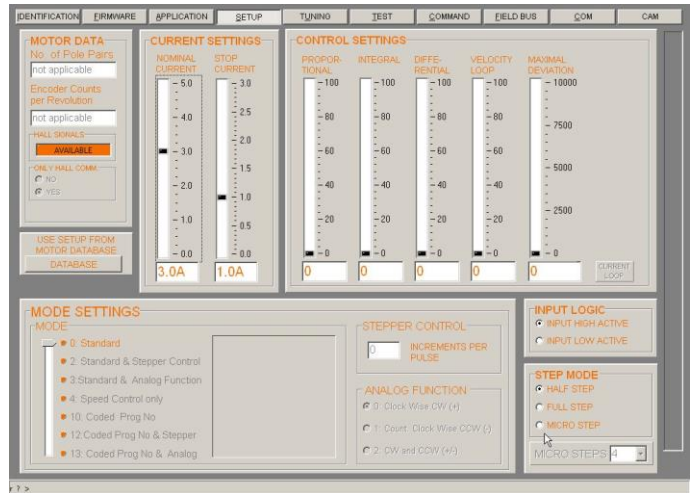 IDENTIFICATION FIRMWARE APPLICATION SETUP TUNING TEST COMMAND FIELD BUS COM CAM
MOTOR DATA
No. of Pole Pairs
not applicable
Encoder Counts
per Revolution
not applicable
HALL SIGNALS
AVAILABLE
ONLY HALL COMM.
NO
YES
USE SETUP FROM
MOTOR DATABASE
DATABASE
CURRENT SETTINGS
NOMINAL CURRENT
STOP CURRENT
5.0
4.0
3.0
2.0
1.0
0.0
3.0A
3.0
2.5
2.0
1.5
1.0
0.5
0.0
1.0A
CONTROL SETTINGS
PROPOR-
TIONAL
100
80
60
40
20
0
0
INTEGRAL
100
80
60
40
20
0
0
DIFFE-
RENTIAL
100
80
60
40
20
0
0
VELOCITY
LOOP
100
80
60
40
20
0
0
MAXIMAL
DEVIATION
10000
7500
5000
2500
0
0
CURRENT
LOOP
MODE SETTINGS
MODE
0: Standard
2: Standard & Stepper Control
3:Standard & Analog Function
4: Speed Control only
10: Coded Prog No
12:Coded Prog No & Stepper
13: Coded Prog No & Analog
STEPPER CONTROL
0
INCREMENTS PER
PULSE
ANALOG FUNCTION
0: Clock Wise CW (+)
1: Count. Clock Wise CCW (-)
2: CW and CCW (+/-)
INPUT LOGIC
INPUT HIGH ACTIVE
INPUT LOW ACTIVE
STEP MODE
HALF STEP
FULL STEP
MICRO STEP
MICRO STEPS 4
r ? >